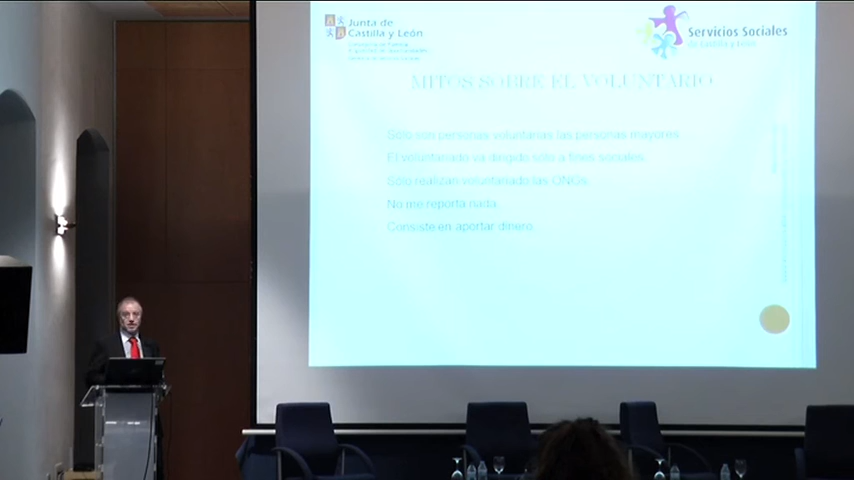 Junta de
Castilla y León
Servicios Sociales
de Castilla y León
MITOS SOBRE EL VOLUNTARIO
Sólo son personas voluntarias las personas mayores.
El voluntariado va dirigido sólo a fines sociales.
Sólo realizan voluntariado las ONGs.
No me reporta nada.
Consiste en aportar dinero.